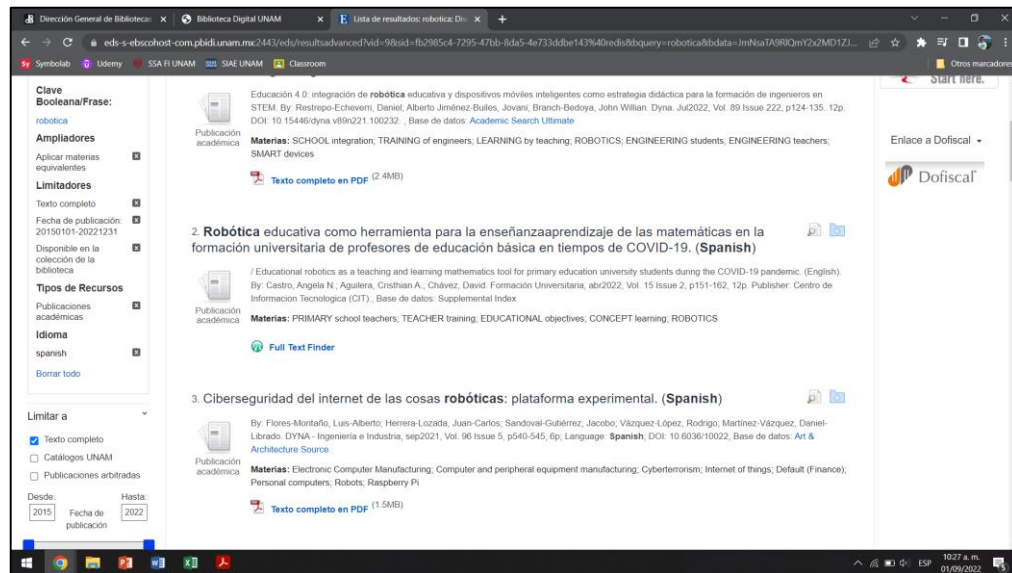 Dirección General de Bibliotecas
Biblioteca Digital UNAM
Lista de resultados: robotica: Dis
eds-s-ebscohost-com.pbidi.unam.mx:2443/eds/resultsadvanced?vid=9&sid=fb2985c4-7295-47bb-8da5-4e733ddbe143%40redis&bquery=robotica&bdata=JmNsaTA9RlQmY2x2MD1ZJ...
Symbolab
Udemy
SSA FI UNAM
SIAE UNAM
Classroom
Otros marcadores
Clave
Booleana/Frase:
robotica
Ampliadores
Aplicar materias
equivalentes
Limitadores
Texto completo
Fecha de publicación:
20150101-20221231
Disponible en la
colección de la
biblioteca
Tipos de Recursos
Publicaciones
académicas
Idioma
spanish
Borrar todo
Limitar a
Texto completo
Catálogos UNAM
Publicaciones arbitradas
Desde:
Hasta:
2015
Fecha de
publicación
2022
Educación 4.0: integración de robótica educativa y dispositivos móviles inteligentes como estrategia didáctica para la formación de ingenieros en
STEM. By: Restrepo-Echeverri, Daniel; Alberto Jiménez-Builes, Jovani; Branch-Bedoya, John Willian. Dyna. Jul2022, Vol. 89 Issue 222, p124-135. 12p.
DOI: 10.15446/dyna.v89n221.100232. , Base de datos: Academic Search Ultimate
Publicación
académica
Materias: SCHOOL integration; TRAINING of engineers; LEARNING by teaching; ROBOTICS; ENGINEERING students; ENGINEERING teachers;
SMART devices
Texto completo en PDF (2.4MB)
2. Robótica educativa como herramienta para la enseñanzaaprendizaje de las matemáticas en la
formación universitaria de profesores de educación básica en tiempos de COVID-19. (Spanish)
/ Educational robotics as a teaching and learning mathematics tool for primary education university students during the COVID-19 pandemic. (English).
By: Castro, Angela N.; Aguilera, Cristhian A.; Chávez, David. Formación Universitaria, abr2022, Vol. 15 Issue 2, p151-162, 12p. Publisher: Centro de
Informacion Tecnologica (CIT)., Base de datos: Supplemental Index
Publicación
académica
Materias: PRIMARY school teachers; TEACHER training; EDUCATIONAL objectives; CONCEPT learning; ROBOTICS
Full Text Finder
3. Ciberseguridad del internet de las cosas robóticas: plataforma experimental. (Spanish)
By: Flores-Montaño, Luis-Alberto; Herrera-Lozada, Juan-Carlos; Sandoval-Gutiérrez, Jacobo; Vázquez-López, Rodrigo; Martínez-Vázquez, Daniel-
Librado. DYNA - Ingeniería e Industria, sep2021, Vol. 96 Issue 5, p540-545, 6p; Language: Spanish; DOI: 10.6036/10022, Base de datos: Art &
Architecture Source
Publicación
académica
Materias: Electronic Computer Manufacturing; Computer and peripheral equipment manufacturing; Cyberterrorism; Internet of things; Default (Finance);
Personal computers; Robots; Raspberry Pi
Texto completo en PDF (1.5MB)
Start here.
Enlace a Dofiscal
Dofiscal
ESP
10:27 a. m.
01/09/2022